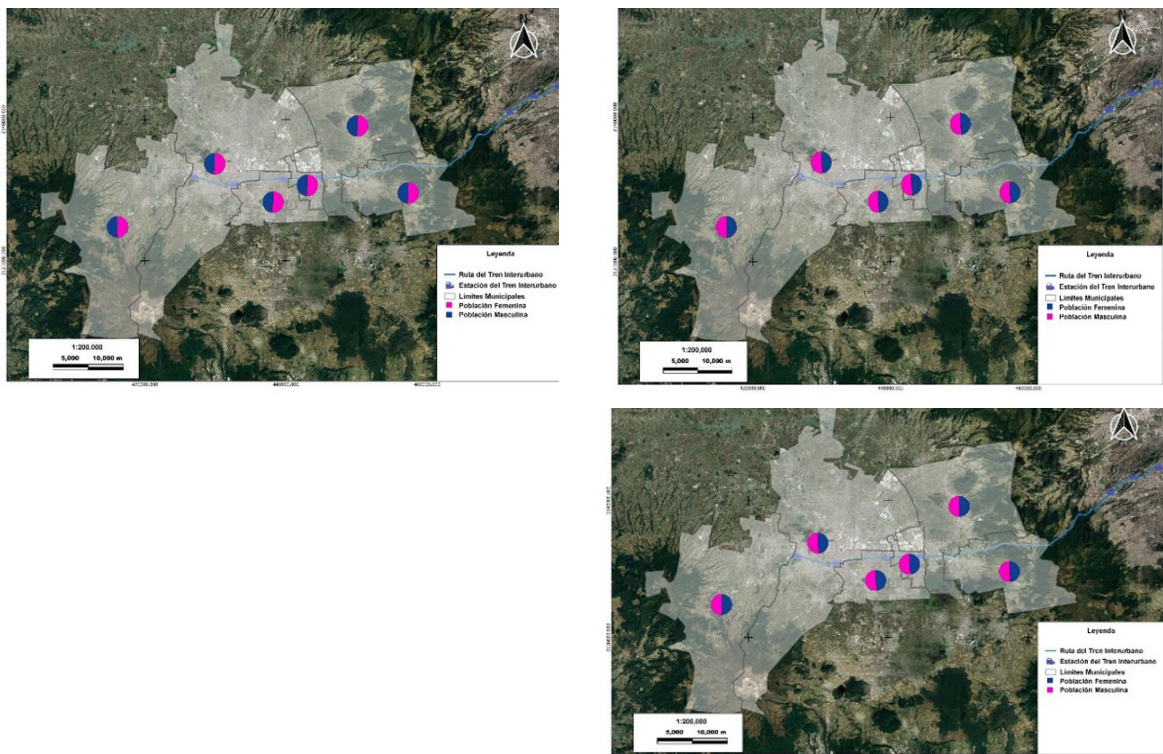 Leyenda
Ruta del Tren Interurbano
Estación del Tren Interurbano
Limites Municipales
Población Femenina
Población Masculina
1:200,000
5,000 10,000 m
Leyenda
Ruta del Tren Interurbano
Estación del Tren Interurbano
Limites Municipales
Población Femenina
Población Masculina
1:200,000
5,000 10,000 m
Leyenda
Ruta del Tren Interurbano
Estación del Tren Interurbano
Limites Municipales
Población Femenina
Población Masculina
1:200,000
5,000 10,000 m